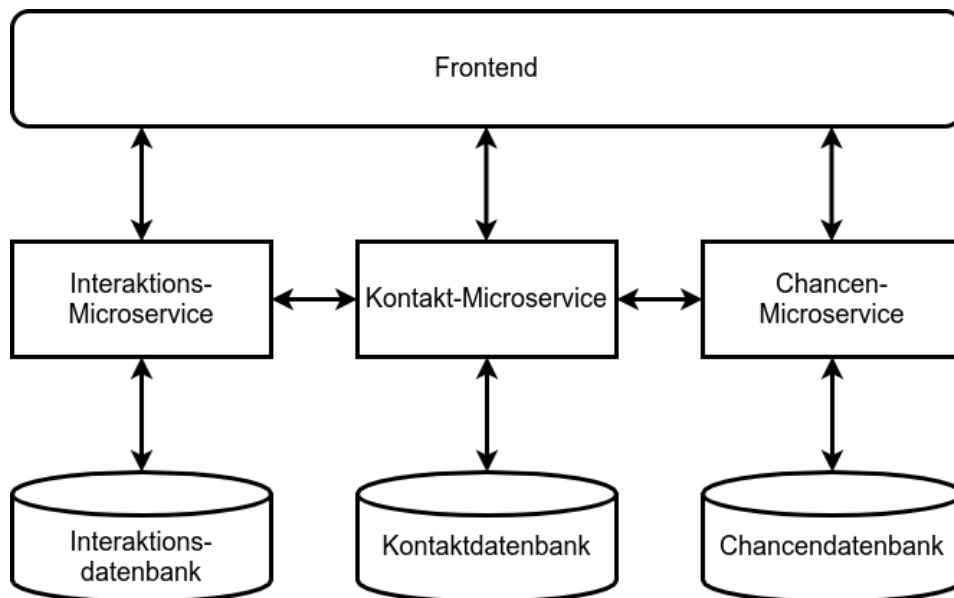 Frontend
Interaktions-
Microservice
Kontakt-Microservice
Chancen-
Microservice
Interaktions-
datenbank
Kontaktdatenbank
Chancendatenbank